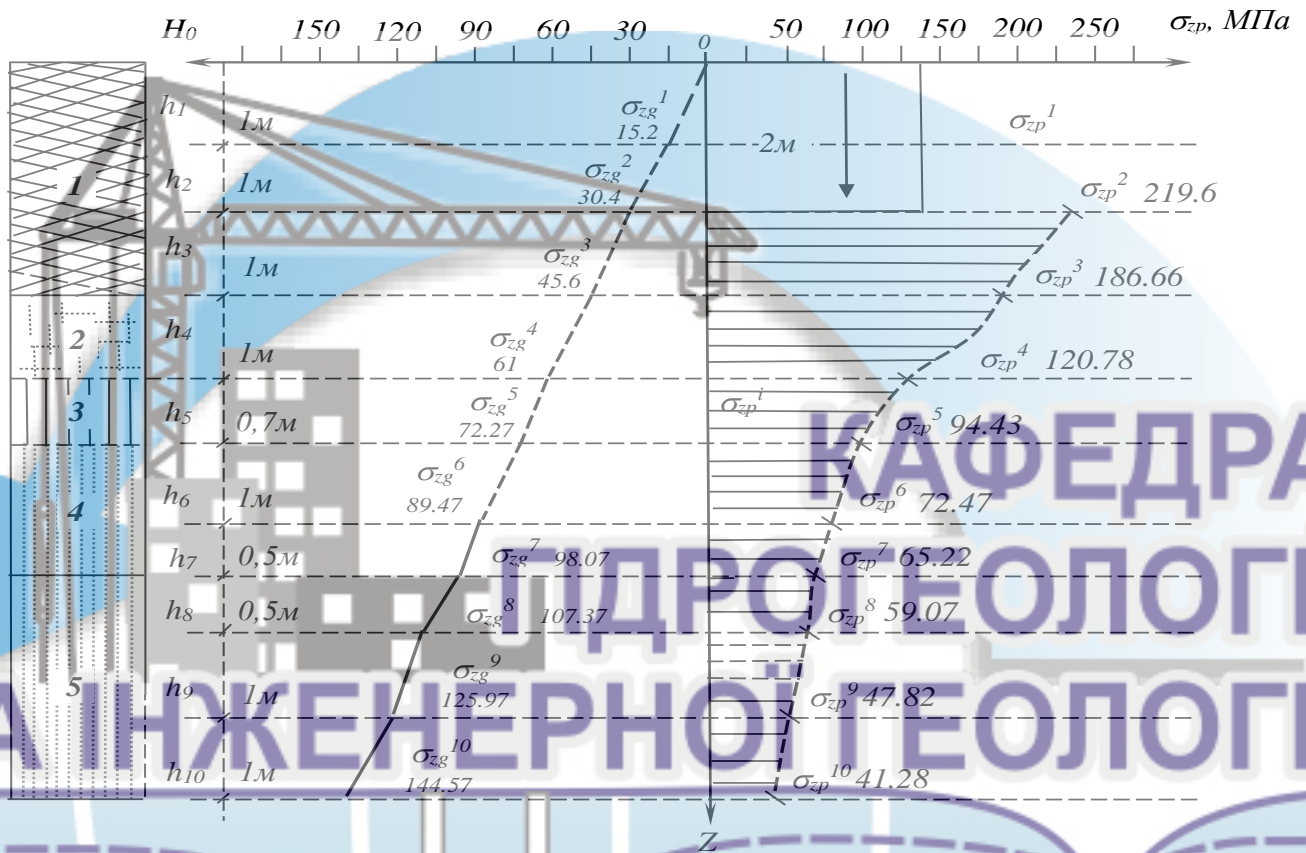 H₀ 150 120 90 60 30 0 50 100 150 200 250 σzp, МПа
h₁ 1м σzg¹ 15.2 2м σzp¹
1 h₂ 1м σzg² 30.4 σzp² 219.6
h₃ 1м σzg³ 45.6 σzp³ 186.66
2 h₄ 1м σzg⁴ 61 σzp⁴ 120.78
3 h₅ 0,7м σzg⁵ 72.27 σzpⁱ σzp⁵ 94.43
КАФЕДРА
4 h₆ 1м σzg⁶ 89.47 σzp⁶ 72.47
h₇ 0,5м σzg⁷ 98.07 σzp⁷ 65.22
ГІДРОГЕОЛОГІ
h₈ 0,5м σzg⁸ 107.37 σzp⁸ 59.07
5 h₉ 1м σzg⁹ 125.97 σzp⁹ 47.82
А ІНЖЕНЕРНОЇ ГЕОЛОГІ
h₁₀ 1м σzg¹⁰ 144.57 σzp¹⁰ 41.28
Z